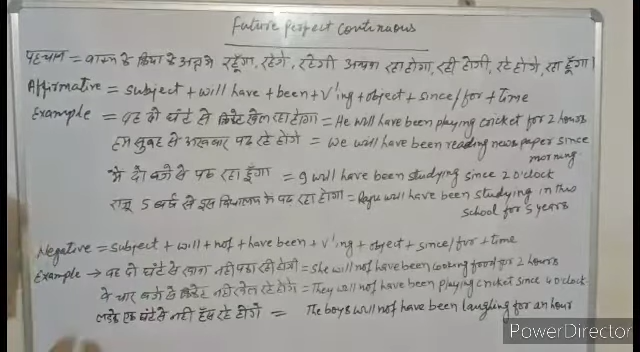 Future perfect continuous
पहचान = वाक्य के क्रिया के अन्त में रहूँगा, रहेंगे, रहेगी अथवा रहा होगा, रही होगी, रहे होंगे, रहा हूँगा।
Affirmative = subject + will have + been + V'ing + object + since/for + time
Example = वह दो घंटे से क्रिकेट खेल रहा होगा = He will have been playing cricket for 2 hours
हम सुबह से अखबार पढ़ रहे होंगे = we will have been reading news paper since
morning.
मैं दो बजे से पढ़ रहा हूँगा = I will have been studying since 2 o'clock
राजू 5 वर्ष से इस विद्यालय में पढ़ रहा होगा = Raju will have been studying in this
school for 5 years
Negative = subject + will + not + have been + V'ing + object + since/for + time
Example → वह दो घंटे से खाना नहीं पका रही होगी = she will not have been cooking food for 2 hours
वे चार बजे से क्रिकेट नहीं खेल रहे होंगे = They will not have been playing cricket since 4 o'clock
लड़के एक घंटे से नहीं हँस रहे होंगे = The boys will not have been laughing for an hour
PowerDirector